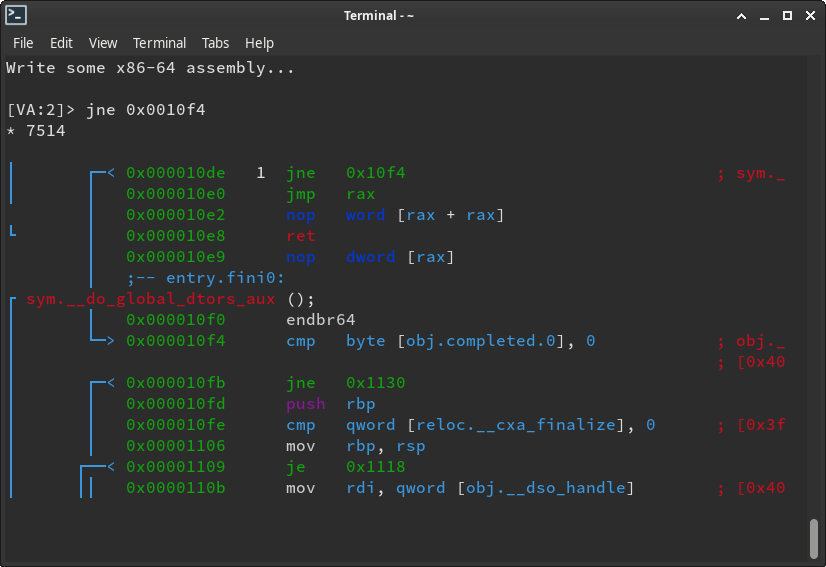 Terminal - ~
File Edit View Terminal Tabs Help
Write some x86-64 assembly...
[VA:2]> jne 0x0010f4
* 7514
< 0x000010de 1 jne 0x10f4 ; sym._
0x000010e0 jmp rax
0x000010e2 nop word [rax + rax]
0x000010e8 ret
0x000010e9 nop dword [rax]
;-- entry.fini0:
sym.__do_global_dtors_aux ();
0x000010f0 endbr64
> 0x000010f4 cmp byte [obj.completed.0], 0 ; obj._
; [0x40
< 0x000010fb jne 0x1130
0x000010fd push rbp
0x000010fe cmp qword [reloc.__cxa_finalize], 0 ; [0x3f
0x00001106 mov rbp, rsp
< 0x00001109 je 0x1118
0x0000110b mov rdi, qword [obj.__dso_handle] ; [0x40